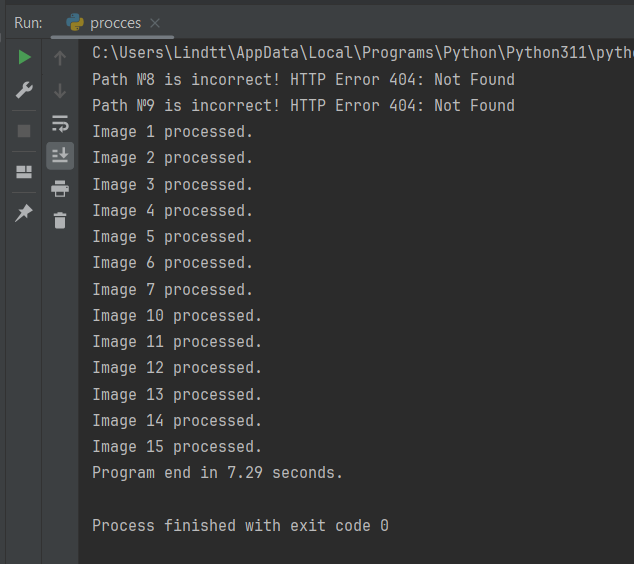 Run: procces
C:\Users\Lindtt\AppData\Local\Programs\Python\Python311\pytho
Path №8 is incorrect! HTTP Error 404: Not Found
Path №9 is incorrect! HTTP Error 404: Not Found
Image 1 processed.
Image 2 processed.
Image 3 processed.
Image 4 processed.
Image 5 processed.
Image 6 processed.
Image 7 processed.
Image 10 processed.
Image 11 processed.
Image 12 processed.
Image 13 processed.
Image 14 processed.
Image 15 processed.
Program end in 7.29 seconds.
Process finished with exit code 0